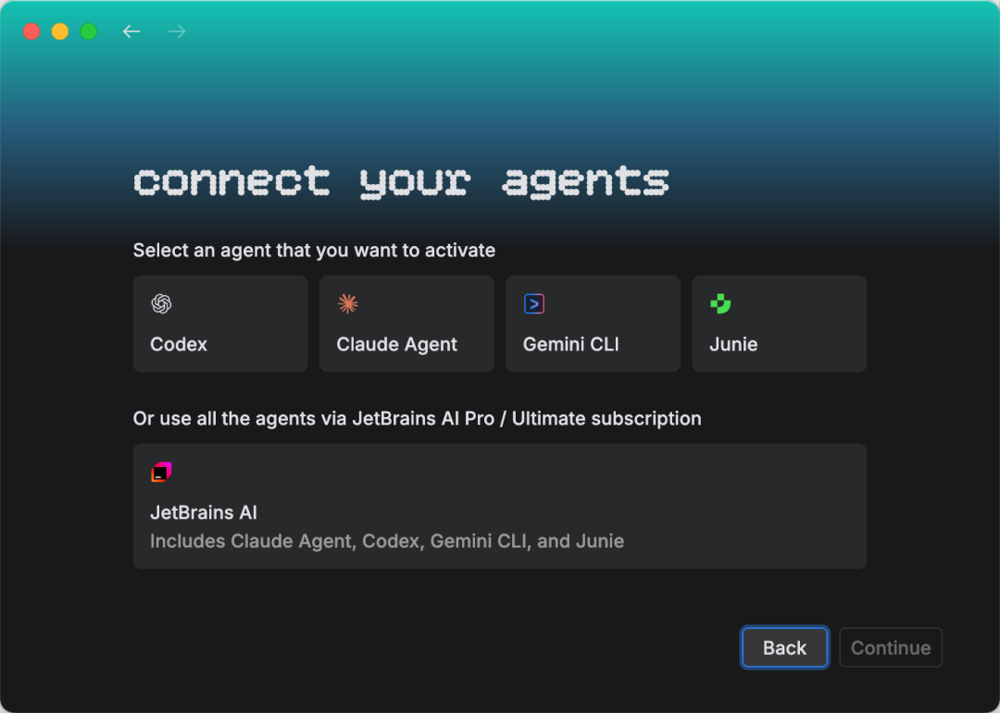 connect your agents
Select an agent that you want to activate
Codex
Claude Agent
Gemini CLI
Junie
Or use all the agents via JetBrains AI Pro / Ultimate subscription
JetBrains AI
Includes Claude Agent, Codex, Gemini CLI, and Junie
Back
Continue